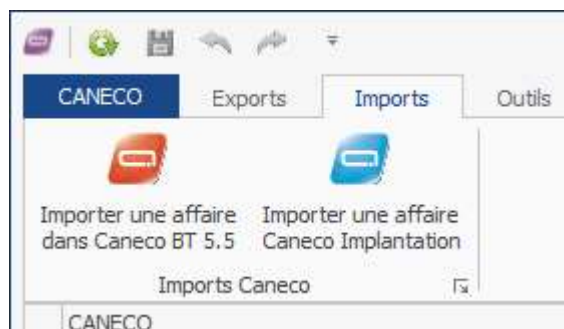 CANECO Exports Imports Outils
Importer une affaire Importer une affaire
dans Caneco BT 5.5 Caneco Implantation
Imports Caneco
CANECO